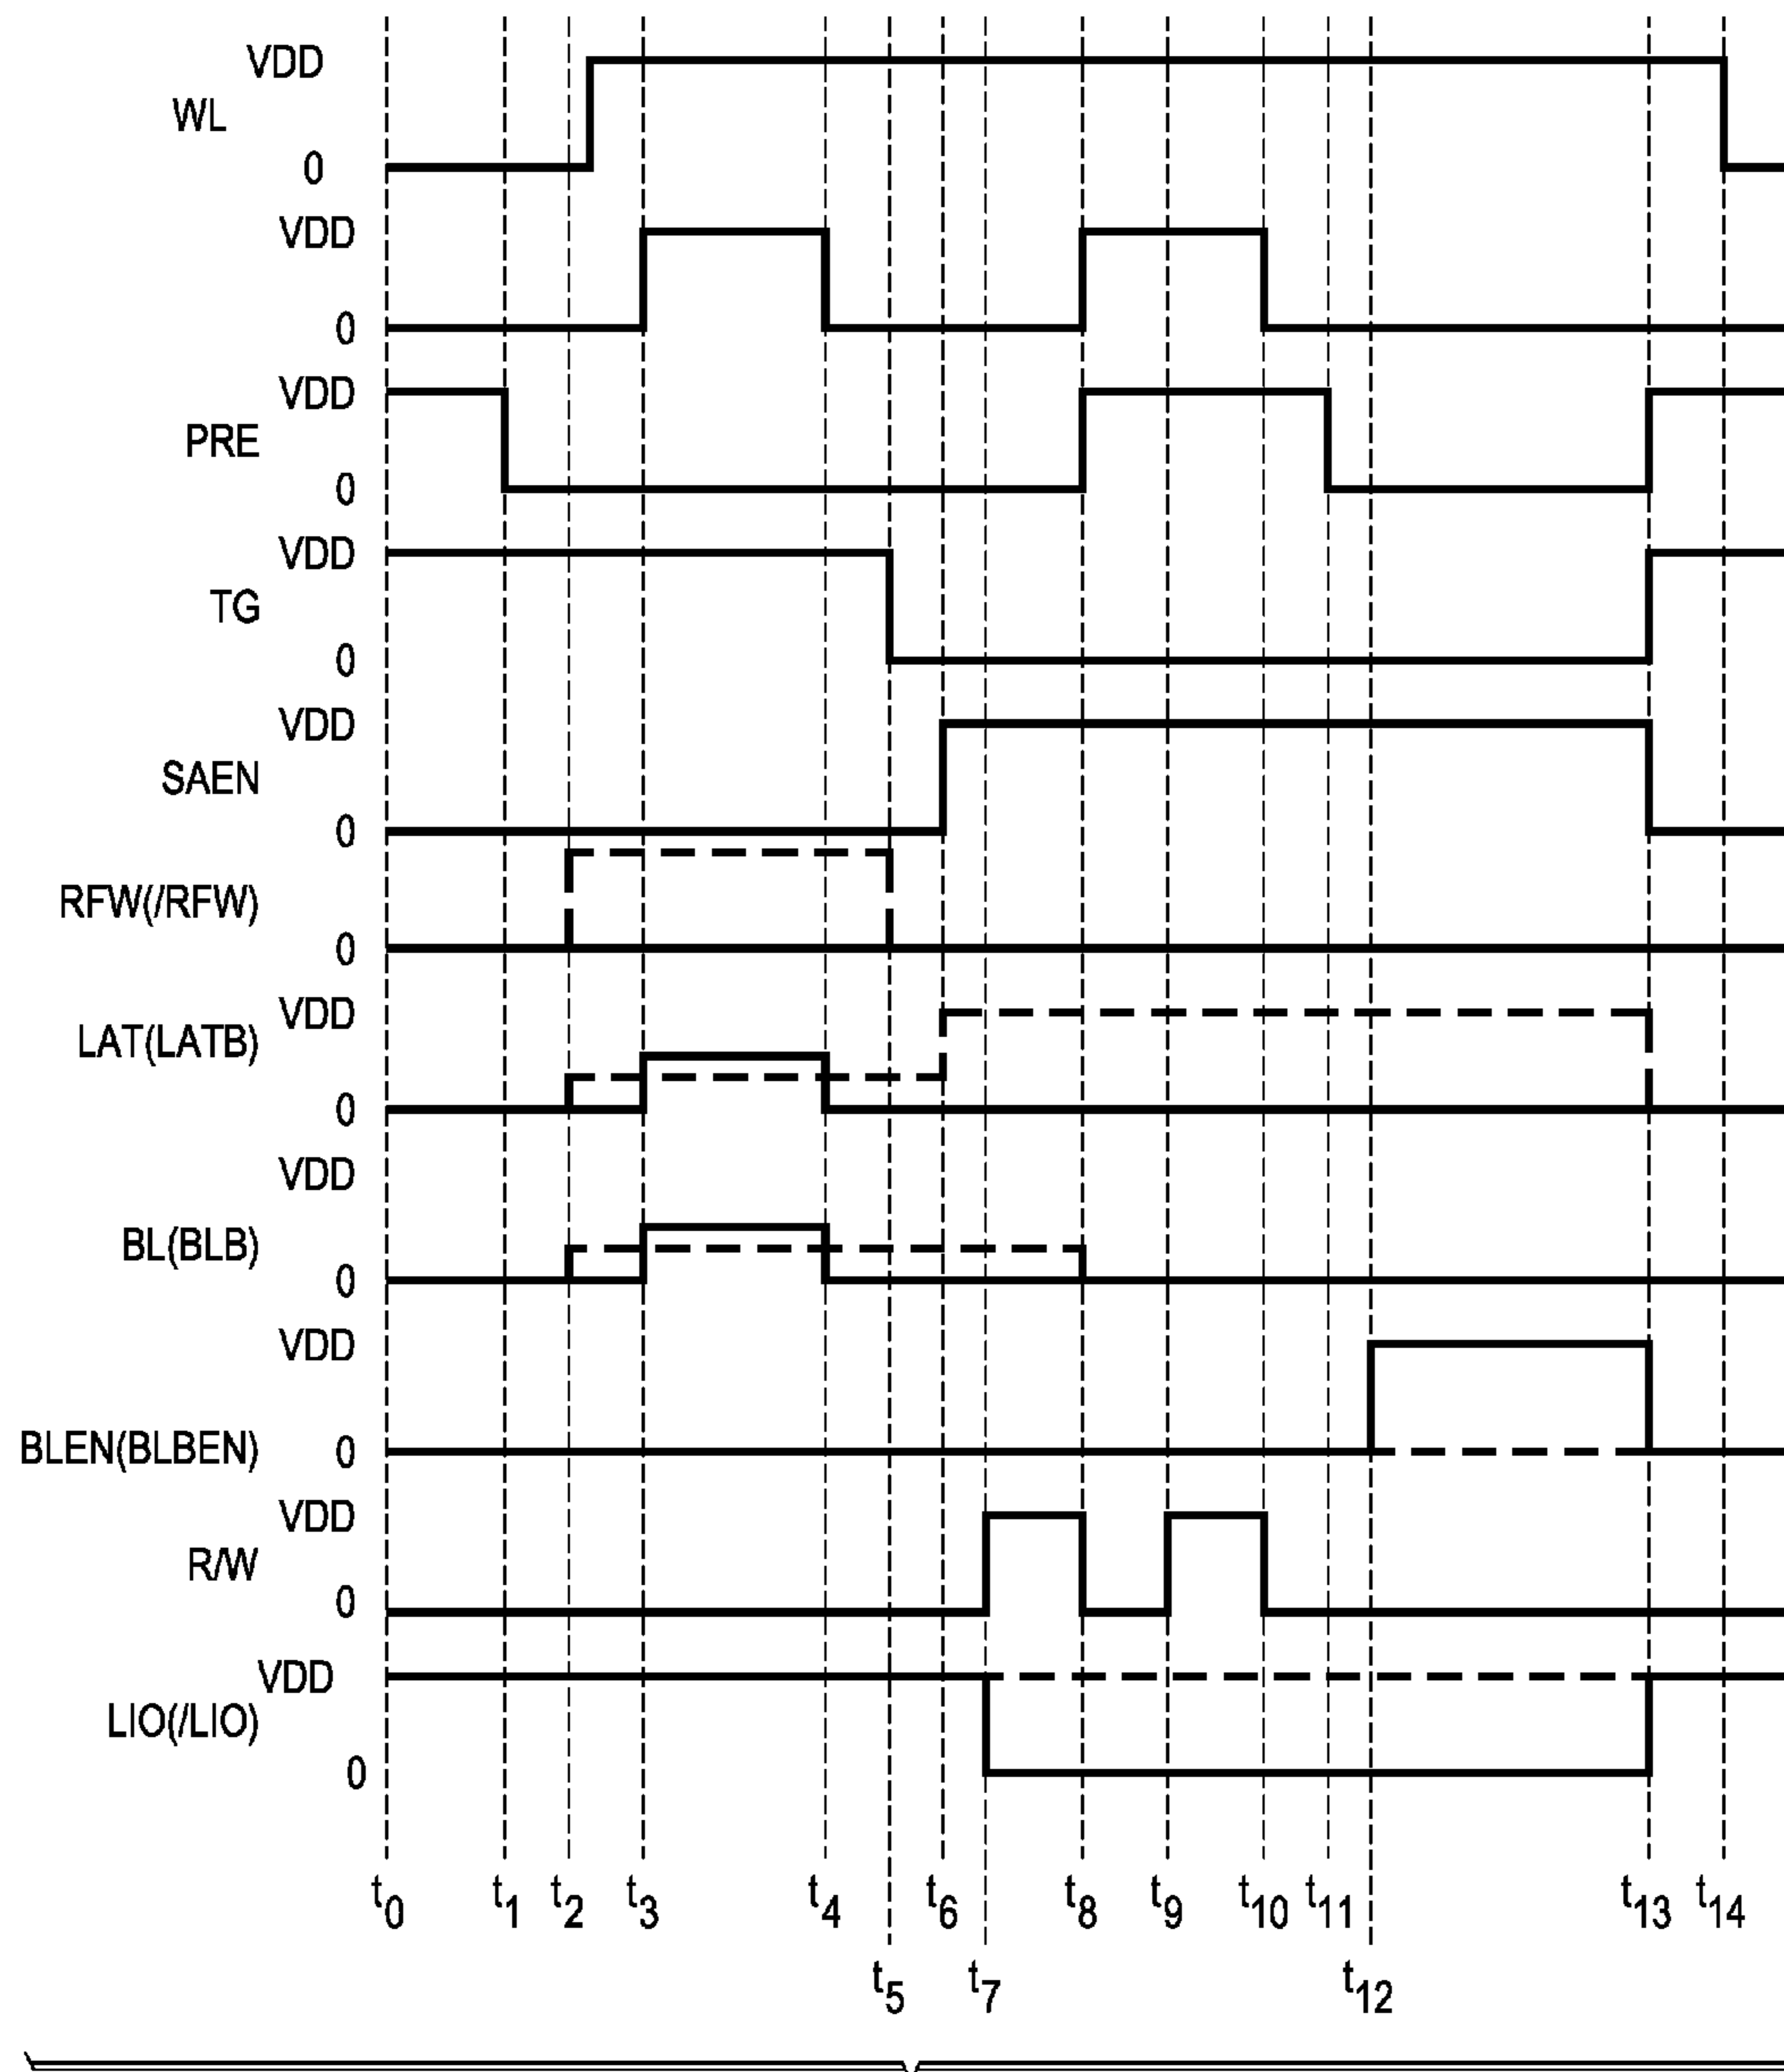 VDD
WL
0
VDD
0
VDD
PRE
0
VDD
TG
0
VDD
SAEN
0
RFW(/RFW)
0
VDD
LAT(LATB)
0
VDD
BL(BLB)
0
VDD
BLEN(BLBEN) 0
VDD
R/W
0
VDD
LIO(/LIO)
0
t0 t1 t2 t3 t4 t6 t8 t9 t10 t11 t13 t14
t5 t7 t12